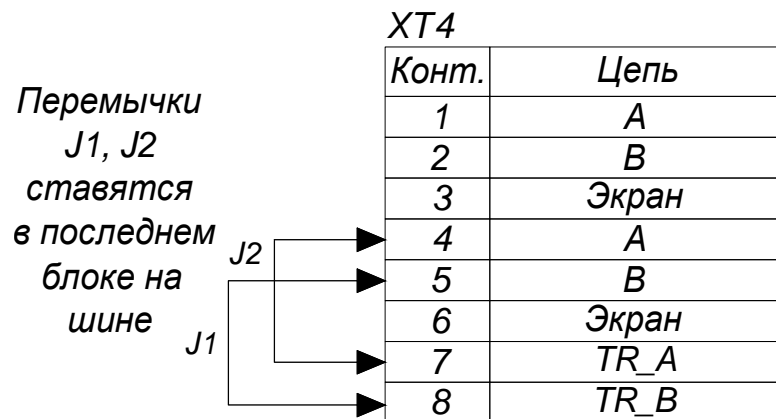 XT4
Конт. Цепь
1 A
2 B
3 Экран
4 A
5 B
6 Экран
7 TR_A
8 TR_B
Перемычки
J1, J2
ставятся
в последнем
блоке на
шине
J2
J1